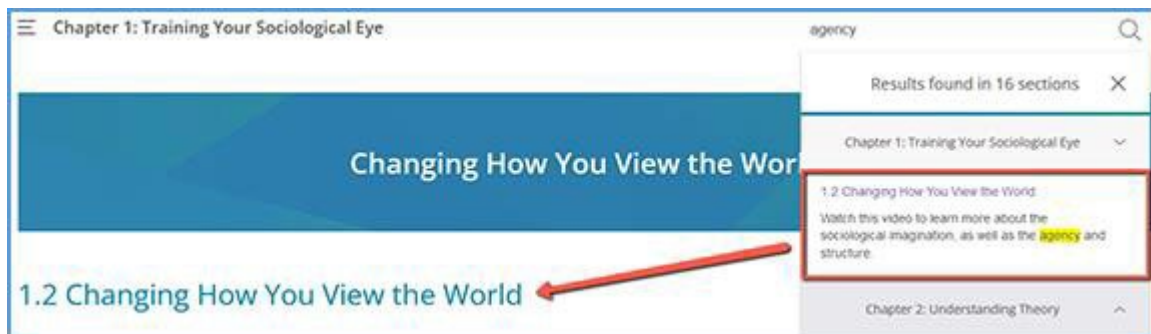 Chapter 1: Training Your Sociological Eye
agency
Results found in 16 sections
Chapter 1: Training Your Sociological Eye
Changing How You View the Wor
1.2 Changing How You View the World
Watch this video to learn more about the
sociological imagination, as well as the agency and
structure.
1.2 Changing How You View the World
Chapter 2: Understanding Theory